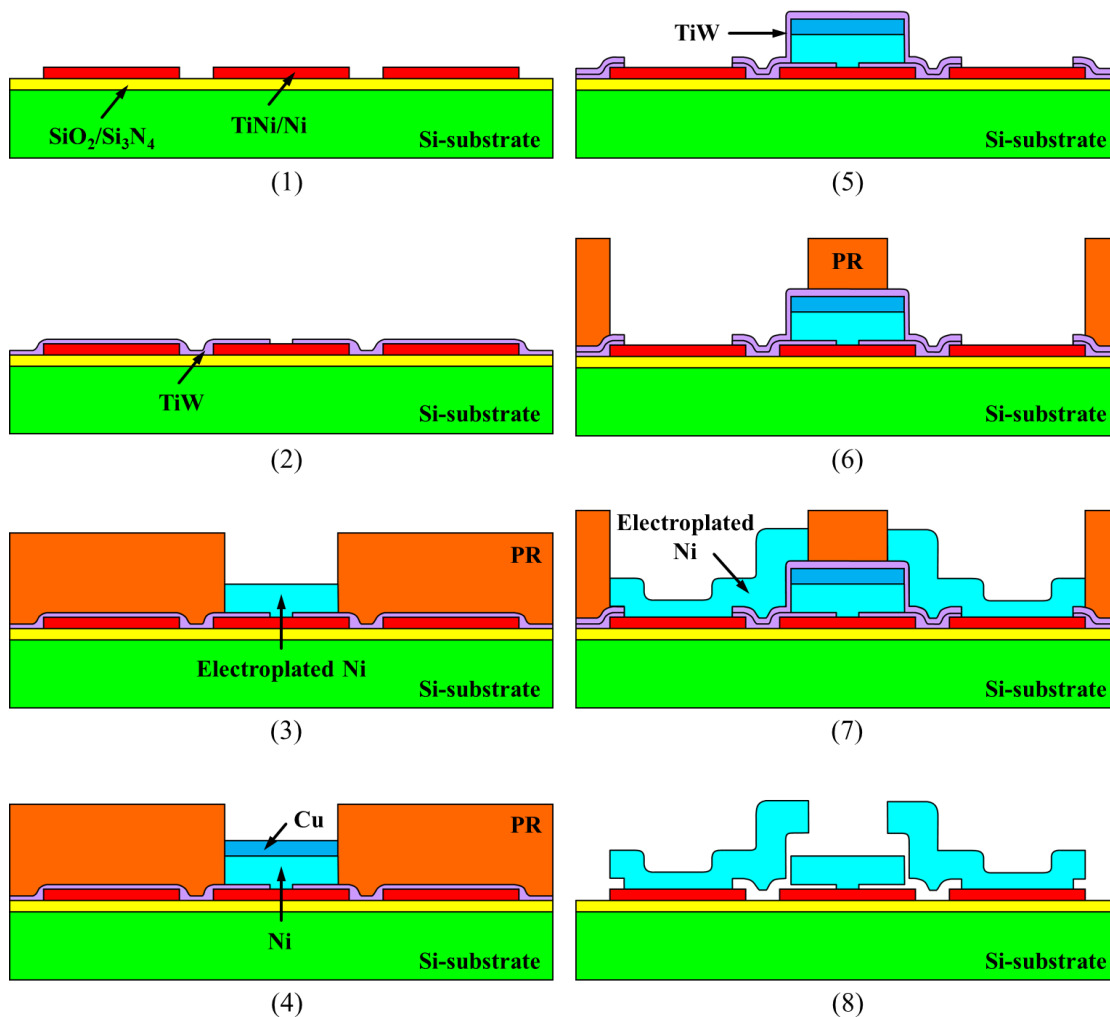 SiO₂/Si₃N₄
TiNi/Ni
Si-substrate
(1)
TiW
Si-substrate
(2)
PR
Electroplated Ni
Si-substrate
(3)
Cu
PR
Ni
Si-substrate
(4)
TiW
Si-substrate
(5)
PR
Si-substrate
(6)
Electroplated
Ni
Si-substrate
(7)
Si-substrate
(8)